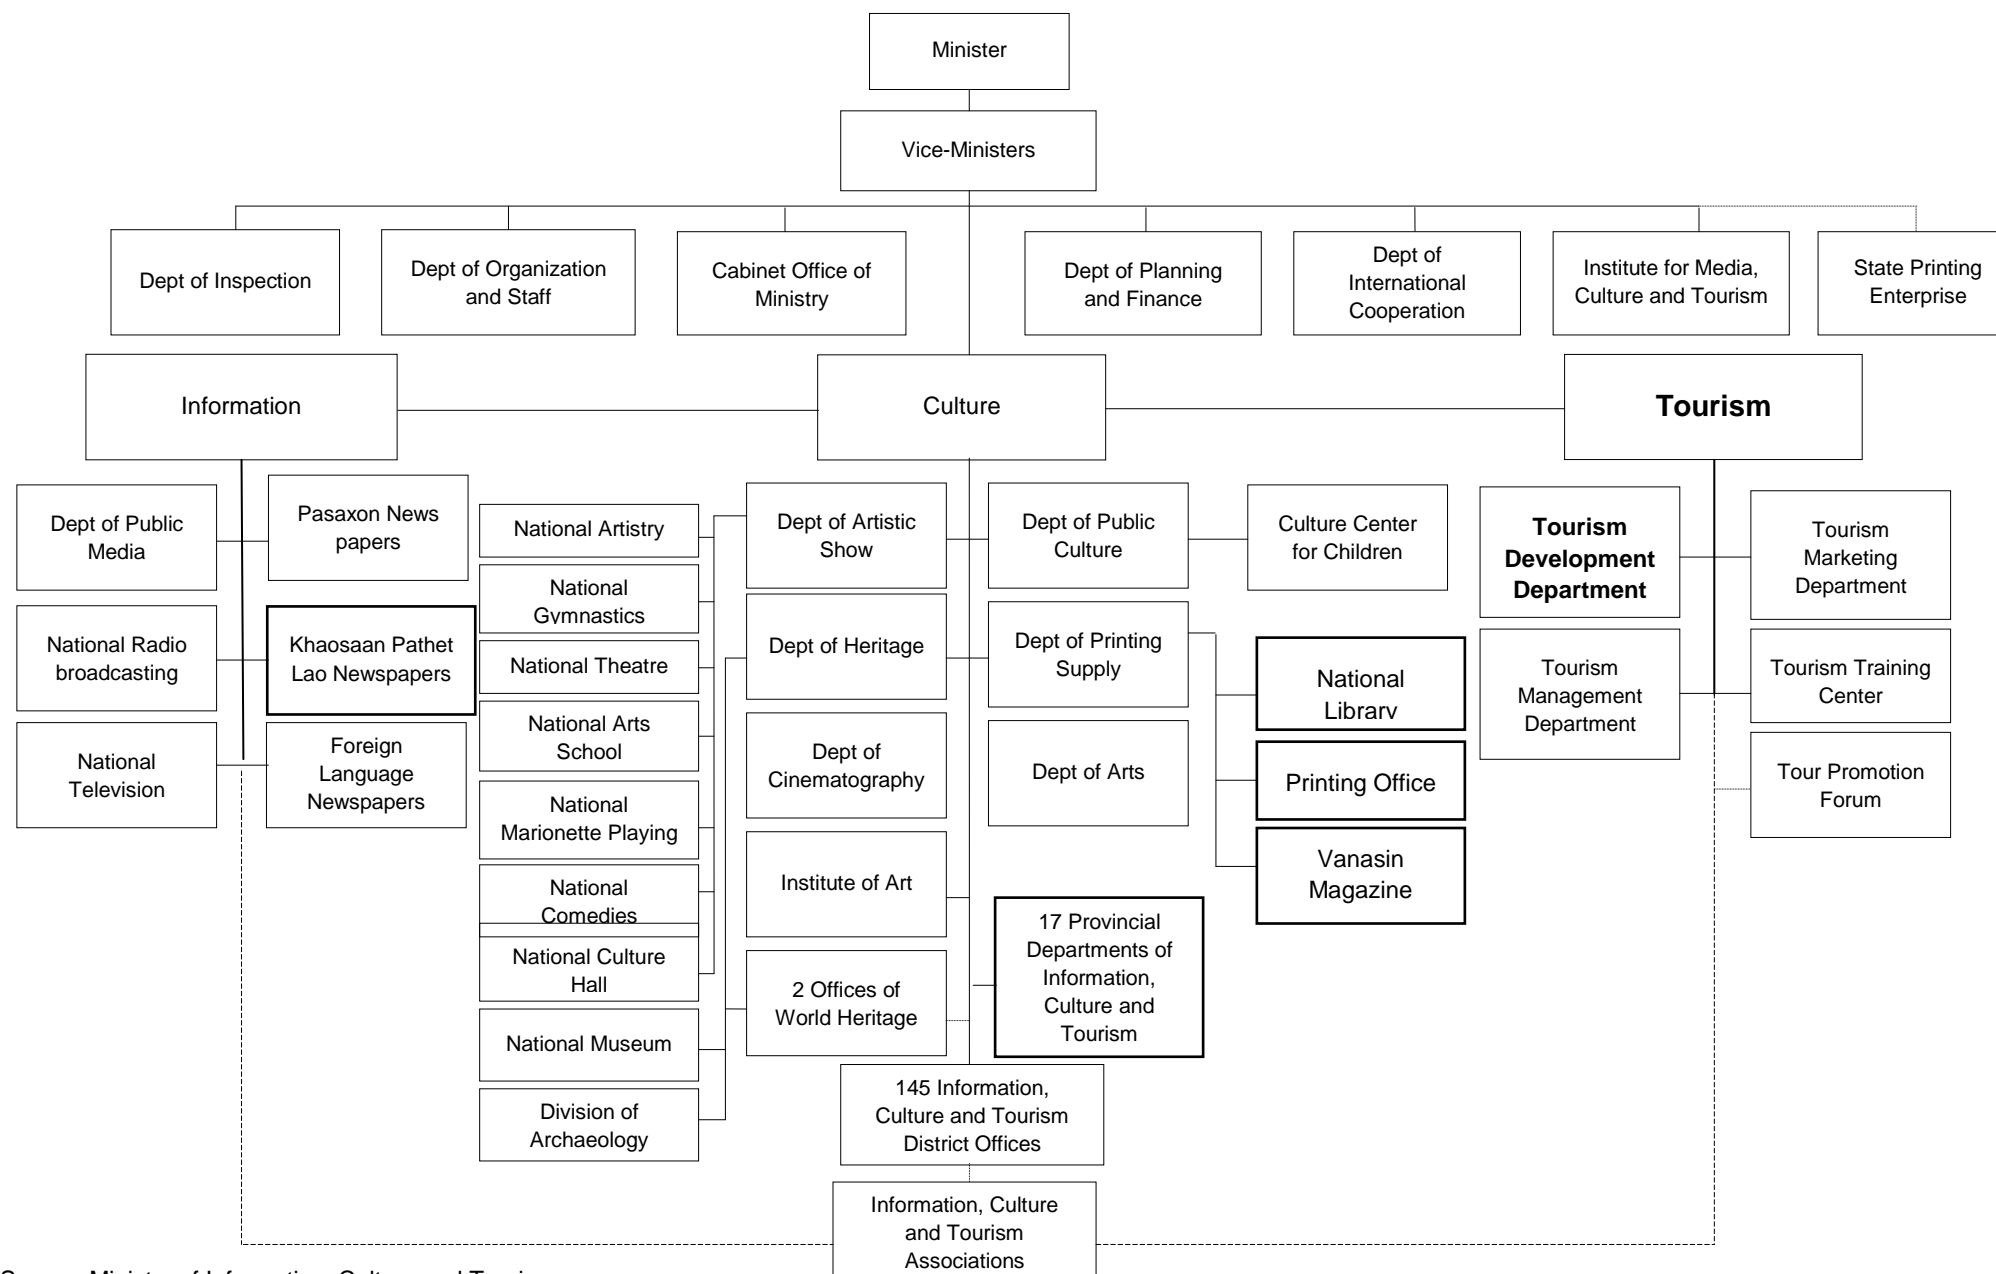 Minister
Vice-Ministers
Dept of Inspection
Dept of Organization
and Staff
Cabinet Office of
Ministry
Dept of Planning
and Finance
Dept of
International
Cooperation
Institute for Media,
Culture and Tourism
State Printing
Enterprise
Information
Culture
Tourism
Dept of Public
Media
Pasaxon News
papers
National Radio
broadcasting
Khaosaan Pathet
Lao Newspapers
National
Television
Foreign
Language
Newspapers
National Artistry
National
Gymnastics
National Theatre
National Arts
School
National
Marionette Playing
National
Comedies
National Culture
Hall
National Museum
Division of
Archaeology
Dept of Artistic
Show
Dept of Heritage
Dept of
Cinematography
Institute of Art
2 Offices of
World Heritage
Dept of Public
Culture
Dept of Printing
Supply
Dept of Arts
17 Provincial
Departments of
Information,
Culture and
Tourism
Culture Center
for Children
National
Library
Printing Office
Vanasin
Magazine
Tourism
Development
Department
Tourism
Management
Department
Tourism
Marketing
Department
Tourism Training
Center
Tour Promotion
Forum
145 Information,
Culture and Tourism
District Offices
Information, Culture
and Tourism
Associations